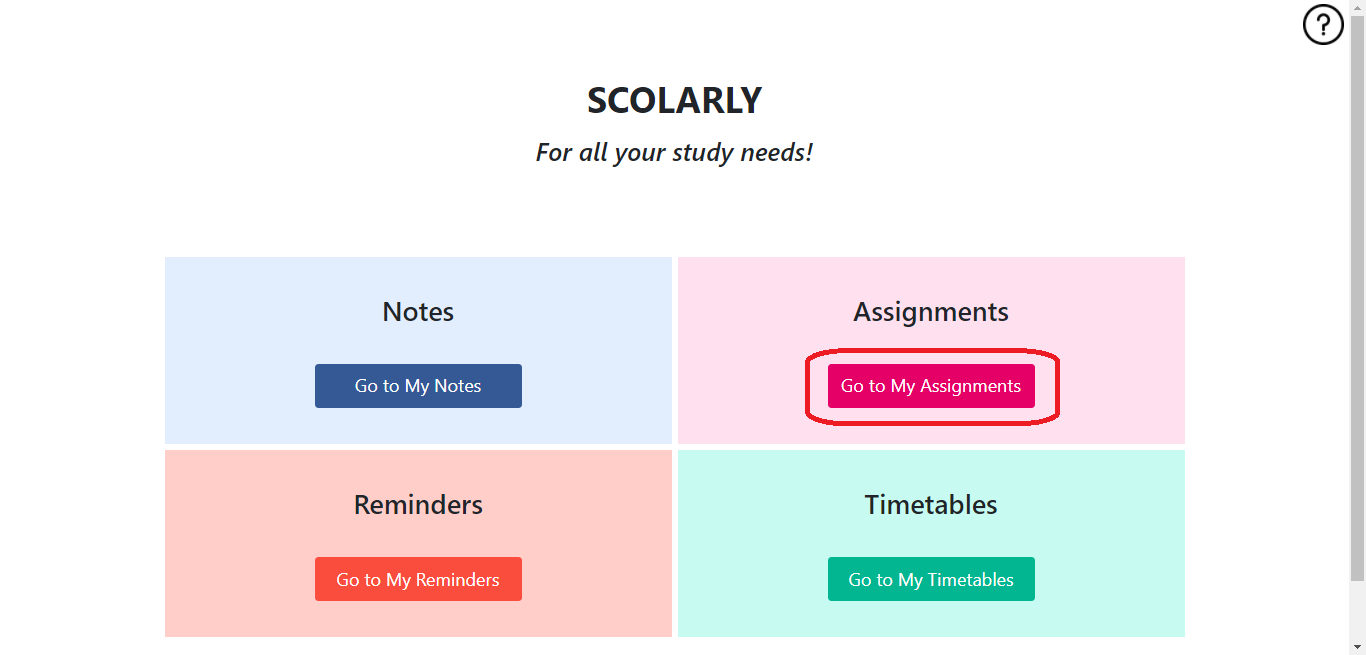 ?
SCOLARLY
For all your study needs!
Notes
Go to My Notes
Assignments
Go to My Assignments
Reminders
Go to My Reminders
Timetables
Go to My Timetables